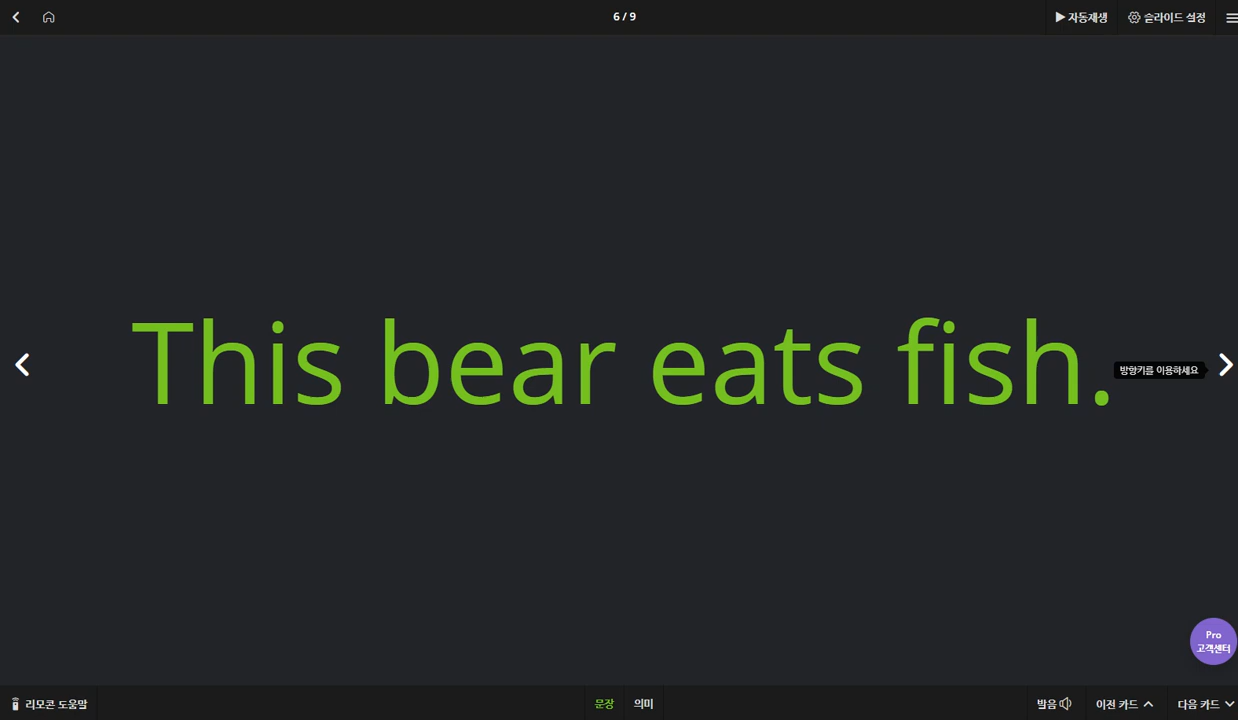 6 / 9
자동재생
슬라이드 설정
This bear eats fish.
방향키를 이용하세요
Pro
고객센터
리모콘 도움말
문장
의미
발음
이전 카드
다음 카드